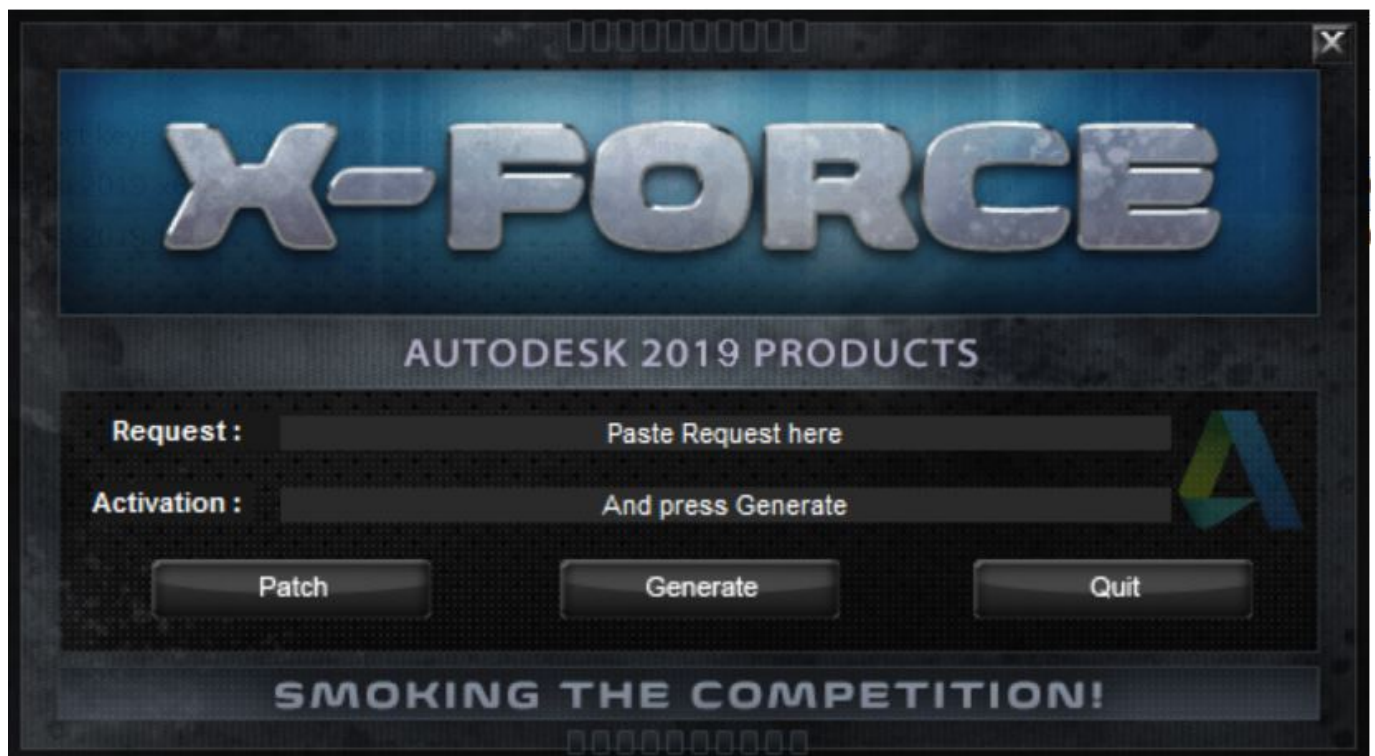 X-FORCE
AUTODESK 2019 PRODUCTS
Request :
Paste Request here
Activation :
And press Generate
Patch
Generate
Quit
SMOKING THE COMPETITION!